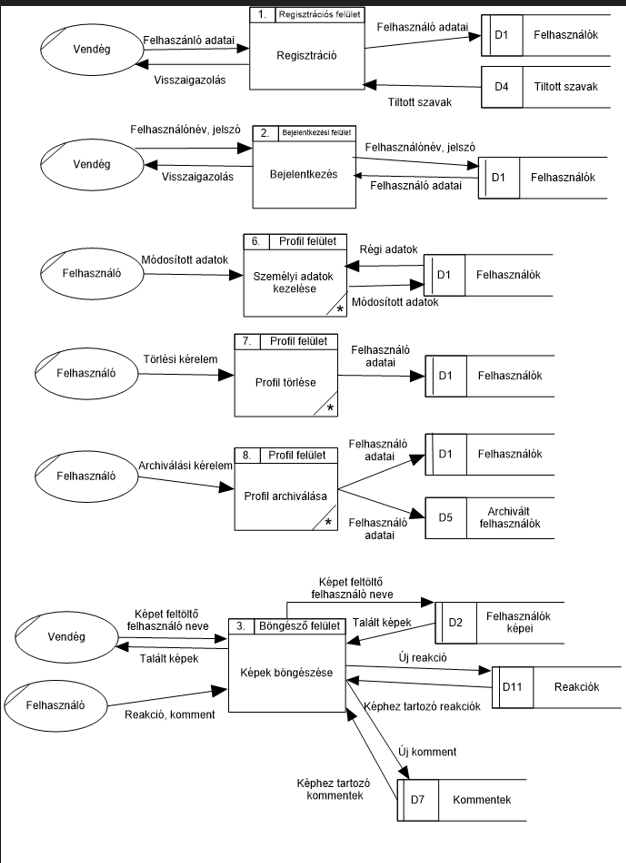 1. Regisztrációs felület
Vendég
Felhaszánló adatai
Visszaigazolás
Regisztráció
Felhasználó adatai
D1 Felhasználók
Tiltott szavak
D4 Tiltott szavak
2. Bejelentkezési felület
Vendég
Felhasználónév, jelszó
Visszaigazolás
Bejelentkezés
Felhasználónév, jelszó
Felhasználó adatai
D1 Felhasználók
6. Profil felület
Felhasználó
Módosított adatok
Személyi adatok
kezelése
*
Régi adatok
Módosított adatok
D1 Felhasználók
7. Profil felület
Felhasználó
Törlési kérelem
Profil törlése
*
Felhasználó
adatai
D1 Felhasználók
8. Profil felület
Felhasználó
Archiválási kérelem
Profil archiválása
*
Felhasználó
adatai
D1 Felhasználók
Felhasználó
adatai
D5 Archivált
felhasználók
3. Böngésző felület
Vendég
Képet feltöltő
felhasználó neve
Talált képek
Felhasználó
Reakció, komment
Képek böngészése
Képet feltöltő
felhasználó neve
Talált képek
D2 Felhasználók
képei
Új reakció
Képhez tartozó reakciók
D11 Reakciók
Új komment
Képhez tartozó
kommentek
D7 Kommentek